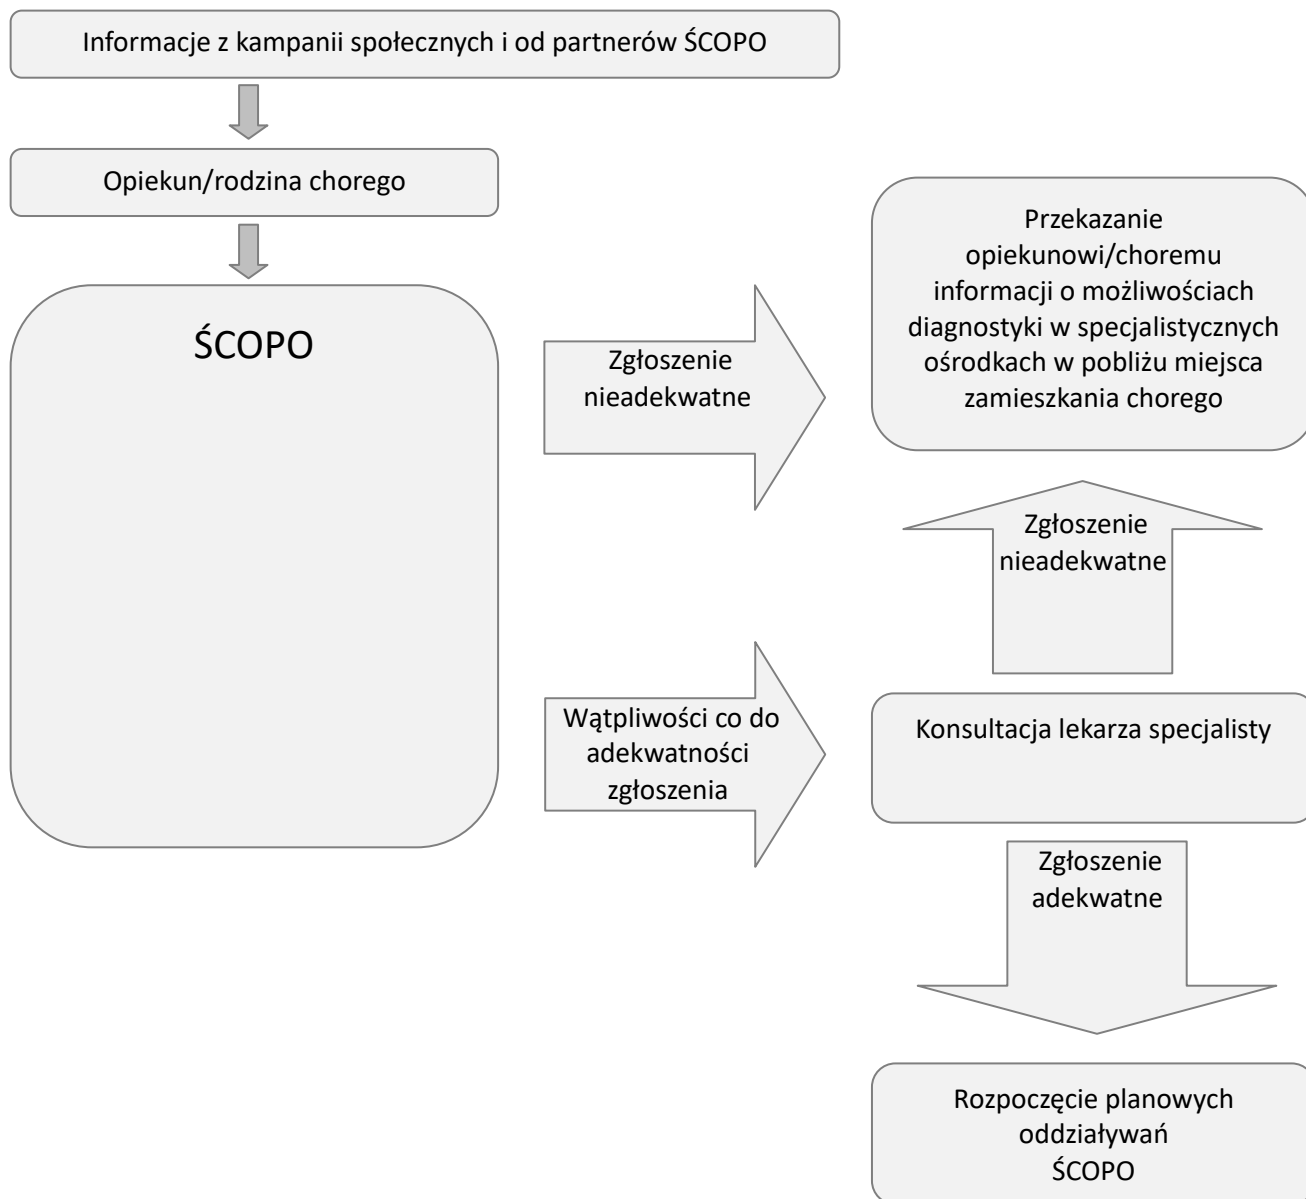 Informacje z kampanii społecznych i od partnerów ŚCOPO
Opiekun/rodzina chorego
ŚCOPO
Zgłoszenie
nieadekwatne
Przekazanie
opiekunowi/choremu
informacji o możliwościach
diagnostyki w specjalistycznych
ośrodkach w pobliżu miejsca
zamieszkania chorego
Zgłoszenie
nieadekwatne
Wątpliwości co do
adekwatności
zgłoszenia
Konsultacja lekarza specjalisty
Zgłoszenie
adekwatne
Rozpoczęcie planowych
oddziaływań
ŚCOPO